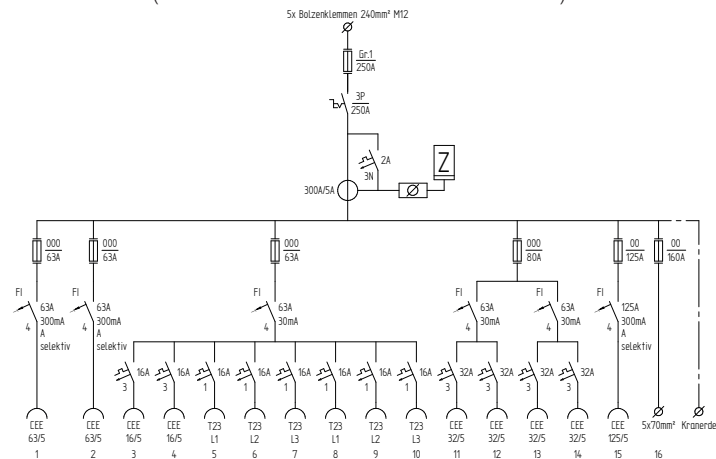 5x Bolzenklemmen 240mm² M12
Gr.1
250A
3P
250A
2A
3N
Z
300A/5A
000
63A
000
63A
000
63A
000
80A
00
125A
00
160A
FI
63A
300mA
A
selektiv
4
FI
63A
300mA
A
selektiv
4
FI
63A
30mA
4
FI
63A
30mA
4
FI
63A
30mA
4
FI
125A
300mA
A
selektiv
4
16A
3
16A
3
16A
1
16A
1
16A
1
16A
1
16A
1
16A
1
32A
3
32A
3
32A
3
32A
3
CEE CEE CEE CEE T23 T23 T23 T23 T23 T23 CEE CEE CEE CEE CEE 5x70mm² Kranerde
63/5 63/5 16/5 16/5 L1 L2 L3 L1 L2 L3 32/5 32/5 32/5 32/5 125/5
1 2 3 4 5 6 7 8 9 10 11 12 13 14 15 16